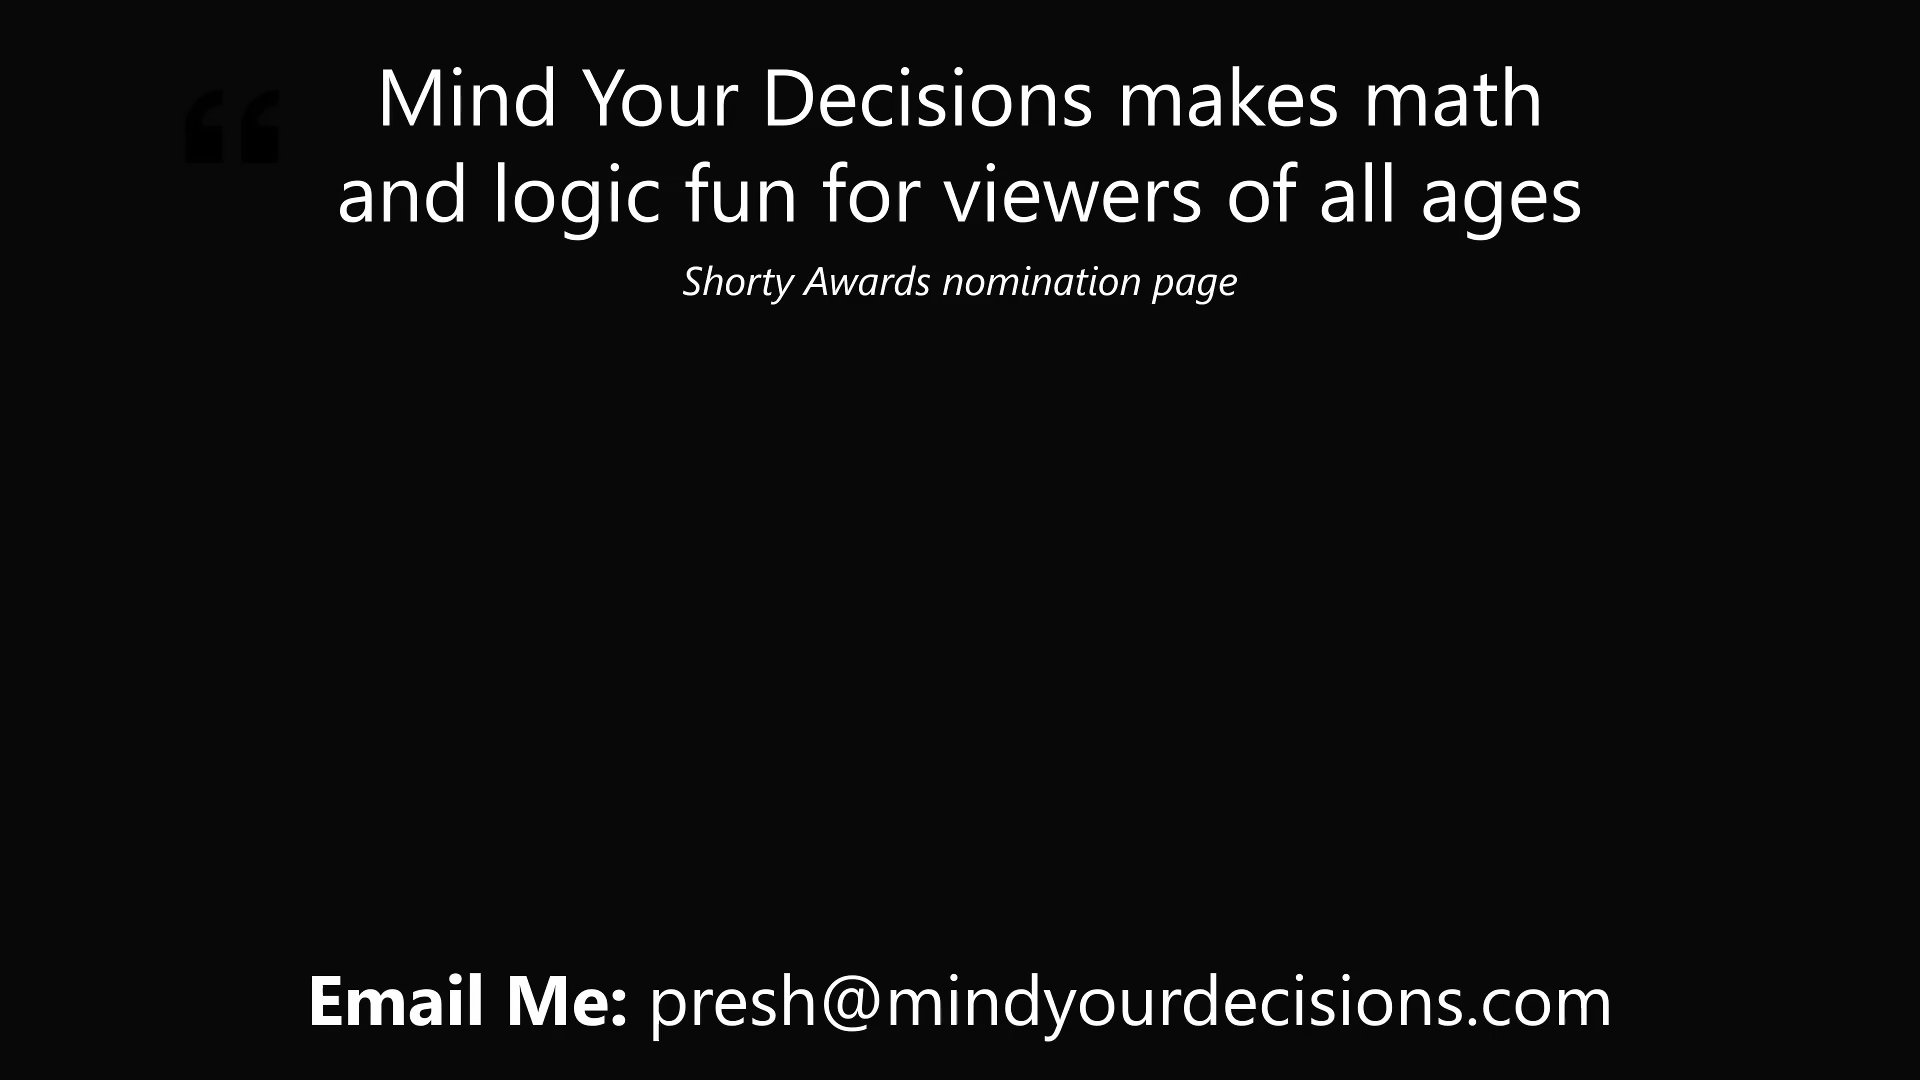 “
Mind Your Decisions makes math
and logic fun for viewers of all ages
Shorty Awards nomination page
Email Me: presh@mindyourdecisions.com